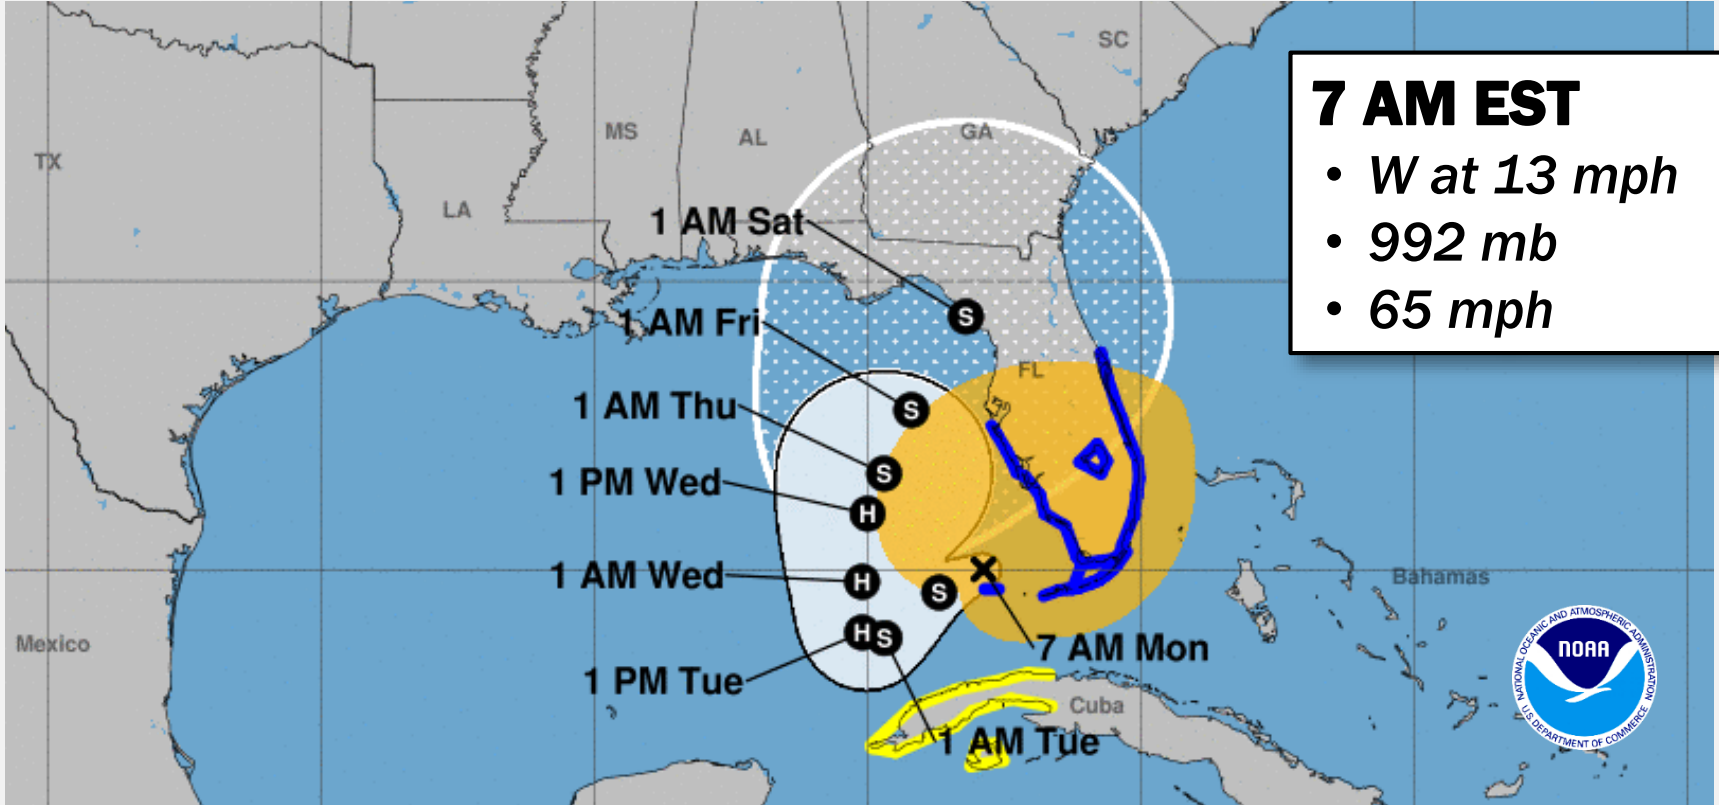 SC
7 AM EST
• W at 13 mph
• 992 mb
• 65 mph
MS
AL
GA
TX
LA
1 AM Sat
S
1 AM Fri
FL
1 AM Thu
S
S
1 PM Wed
H
1 AM Wed
H
S
Bahamas
Mexico
H
S
7 AM Mon
1 PM Tue
Cuba
1 AM Tue
NATIONAL OCEANIC AND ATMOSPHERIC ADMINISTRATION
NOAA
U.S. DEPARTMENT OF COMMERCE